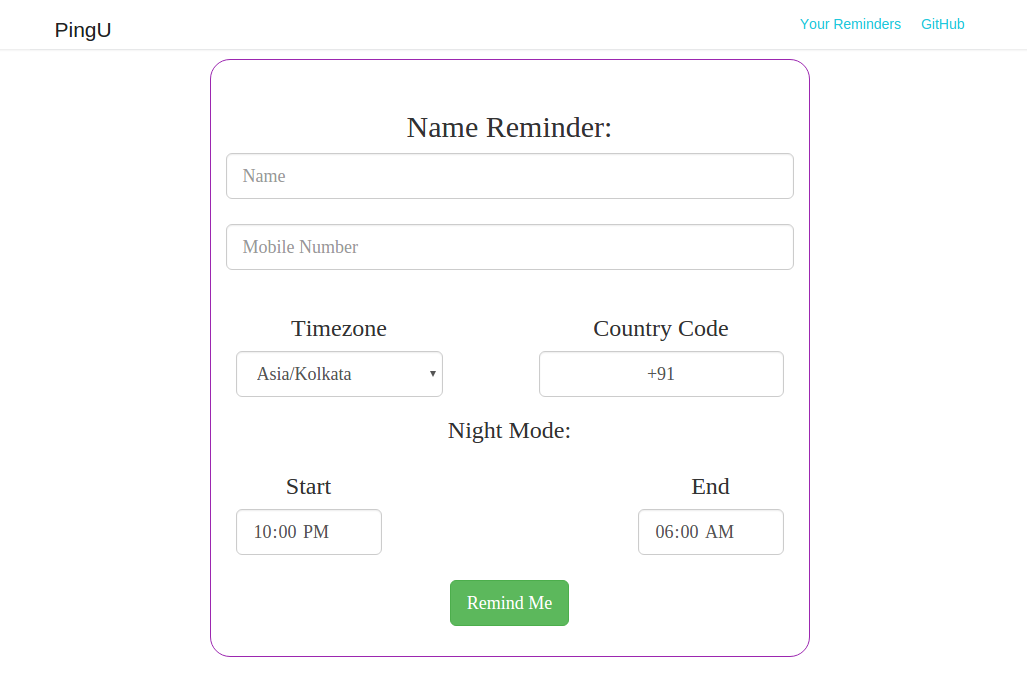 PingU
Your Reminders GitHub
Name Reminder:
Name
Mobile Number
Timezone Country Code
Asia/Kolkata +91
Night Mode:
Start End
10:00 PM 06:00 AM
Remind Me